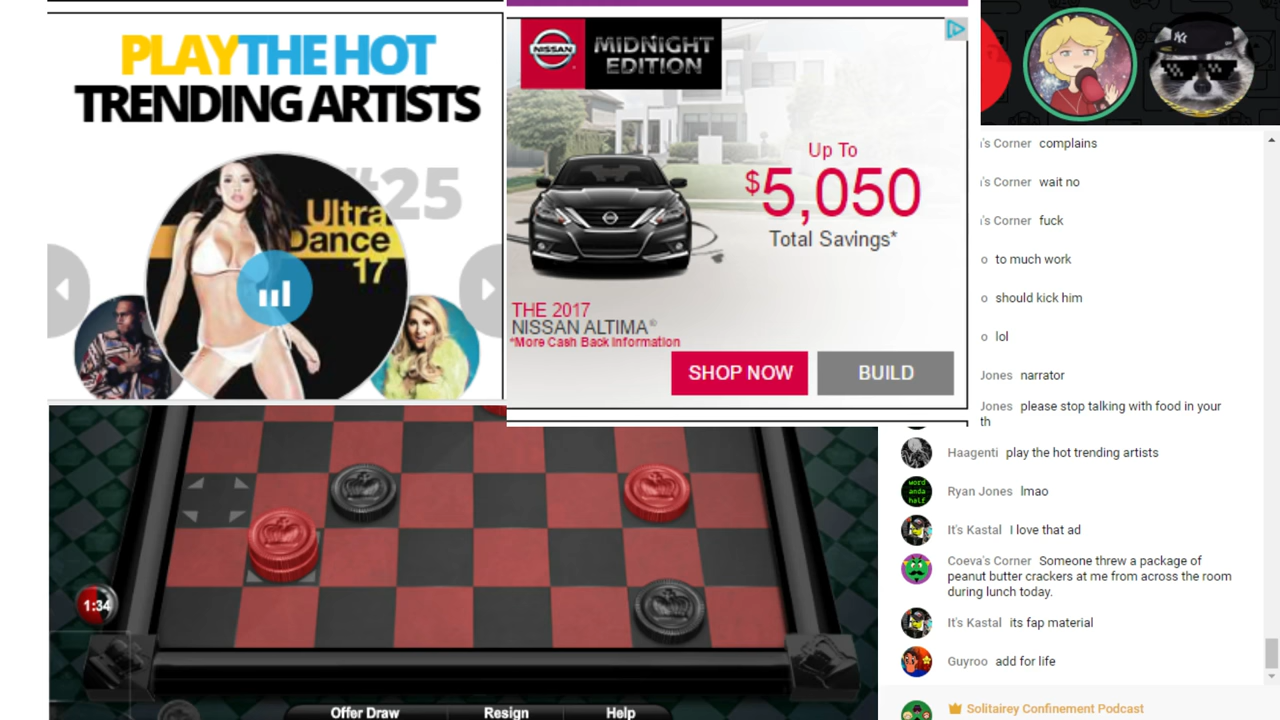 PLAY THE HOT
TRENDING ARTISTS
#25
Ultra
Dance
17
NISSAN
MIDNIGHT
EDITION
Up To
$5,050
Total Savings*
THE 2017
NISSAN ALTIMA®
*More Cash Back Information
SHOP NOW
BUILD
1:34
Offer Draw
Resign
Help
's Corner complains
's Corner wait no
's Corner fuck
o to much work
o should kick him
o lol
Jones narrator
Jones please stop talking with food in your
th
Haagenti play the hot trending artists
word
anda
half
Ryan Jones lmao
It's Kastal I love that ad
Coeva's Corner Someone threw a package of
peanut butter crackers at me from across the room
during lunch today.
It's Kastal its fap material
Guyroo add for life
Solitairey Confinement Podcast